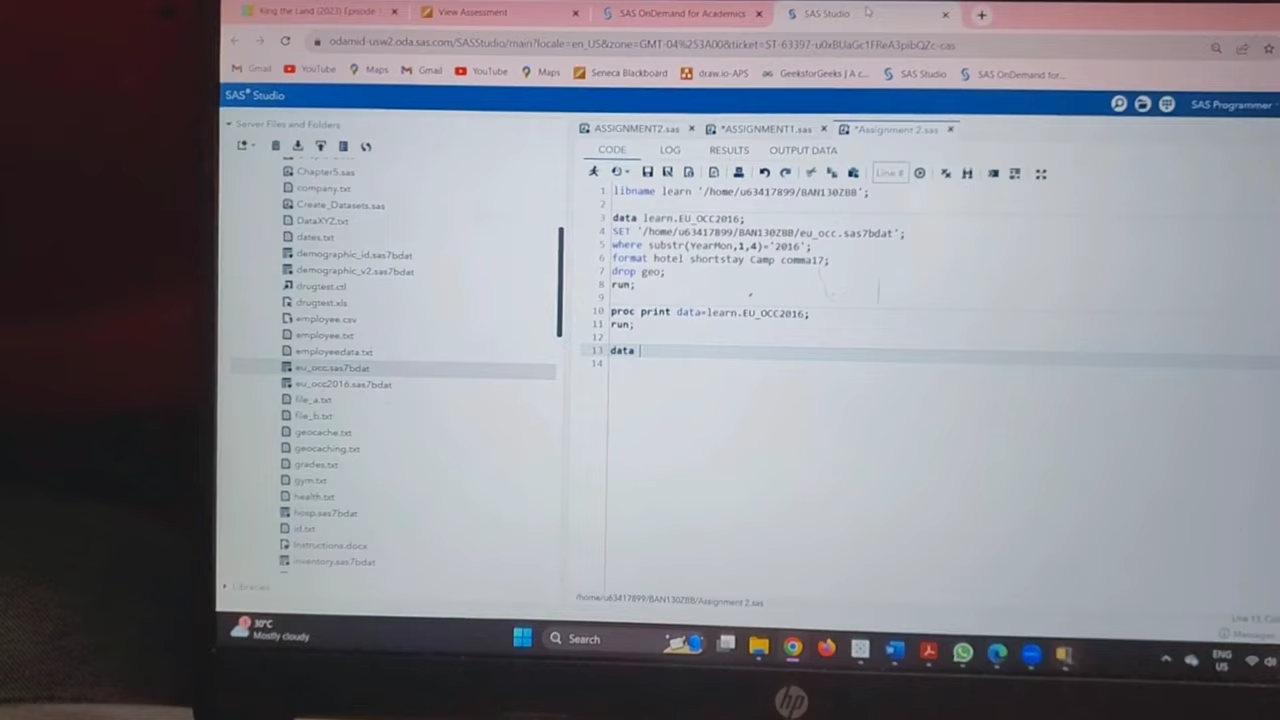 King the Land (2023) Episode
View Assessment
SAS OnDemand for Academics
SAS Studio
odamid-usw2.oda.sas.com/SASStudio/main?locale=en_US&zone=GMT-04%253A00&ticket=ST-63397-u0xBUaGc1FReA3pibQZc-cas
Gmail YouTube Maps Gmail YouTube Maps Seneca Blackboard draw.io-APS GeeksforGeeks | A c... SAS Studio SAS OnDemand for...
SAS® Studio
SAS Programmer
Server Files and Folders
Chapter5.sas
company.txt
Create_Datasets.sas
DataXYZ.txt
dates.txt
demographic_id.sas7bdat
demographic_v2.sas7bdat
drugtest.ctl
drugtest.xls
employee.csv
employee.txt
employeedata.txt
eu_occ.sas7bdat
eu_occ2016.sas7bdat
file_a.txt
file_b.txt
geocache.txt
geocaching.txt
grades.txt
gym.txt
health.txt
hosp.sas7bdat
id.txt
Instructions.docx
inventory.sas7bdat
Libraries
ASSIGNMENT2.sas
*ASSIGNMENT1.sas
*Assignment 2.sas
CODE LOG RESULTS OUTPUT DATA
Line #
1 libname learn '/home/u63417899/BAN130ZBB';
2
3 data learn.EU_OCC2016;
4 SET '/home/u63417899/BAN130ZBB/eu_occ.sas7bdat';
5 where substr(YearMon,1,4)='2016';
6 format hotel shortstay Camp comma17;
7 drop geo;
8 run;
9
10 proc print data=learn.EU_OCC2016;
11 run;
12
13 data
14
/home/u63417899/BAN130ZBB/Assignment 2.sas
Messages
30°C
Mostly cloudy
Search
ENG
US
hp